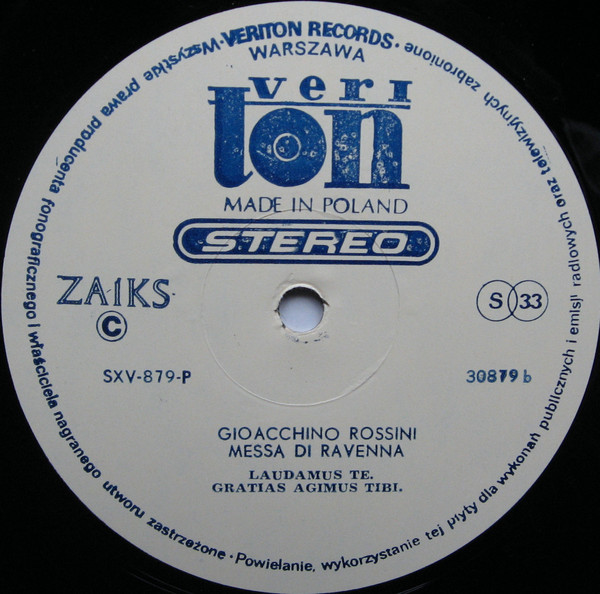 VERITON RECORDS · WARSZAWA
Wszystkie prawa producenta fonograficznego i właściciela nagranego utworu zastrzeżone · Powielanie, wykorzystanie tej płyty dla wykonań publicznych i emisji radiowych oraz telewizyjnych zabronione ·
veri
ton
MADE IN POLAND
STEREO
ZAIKS
©
S 33
SXV-879-P
30879 b
GIOACCHINO ROSSINI
MESSA DI RAVENNA
LAUDAMUS TE.
GRATIAS AGIMUS TIBI.